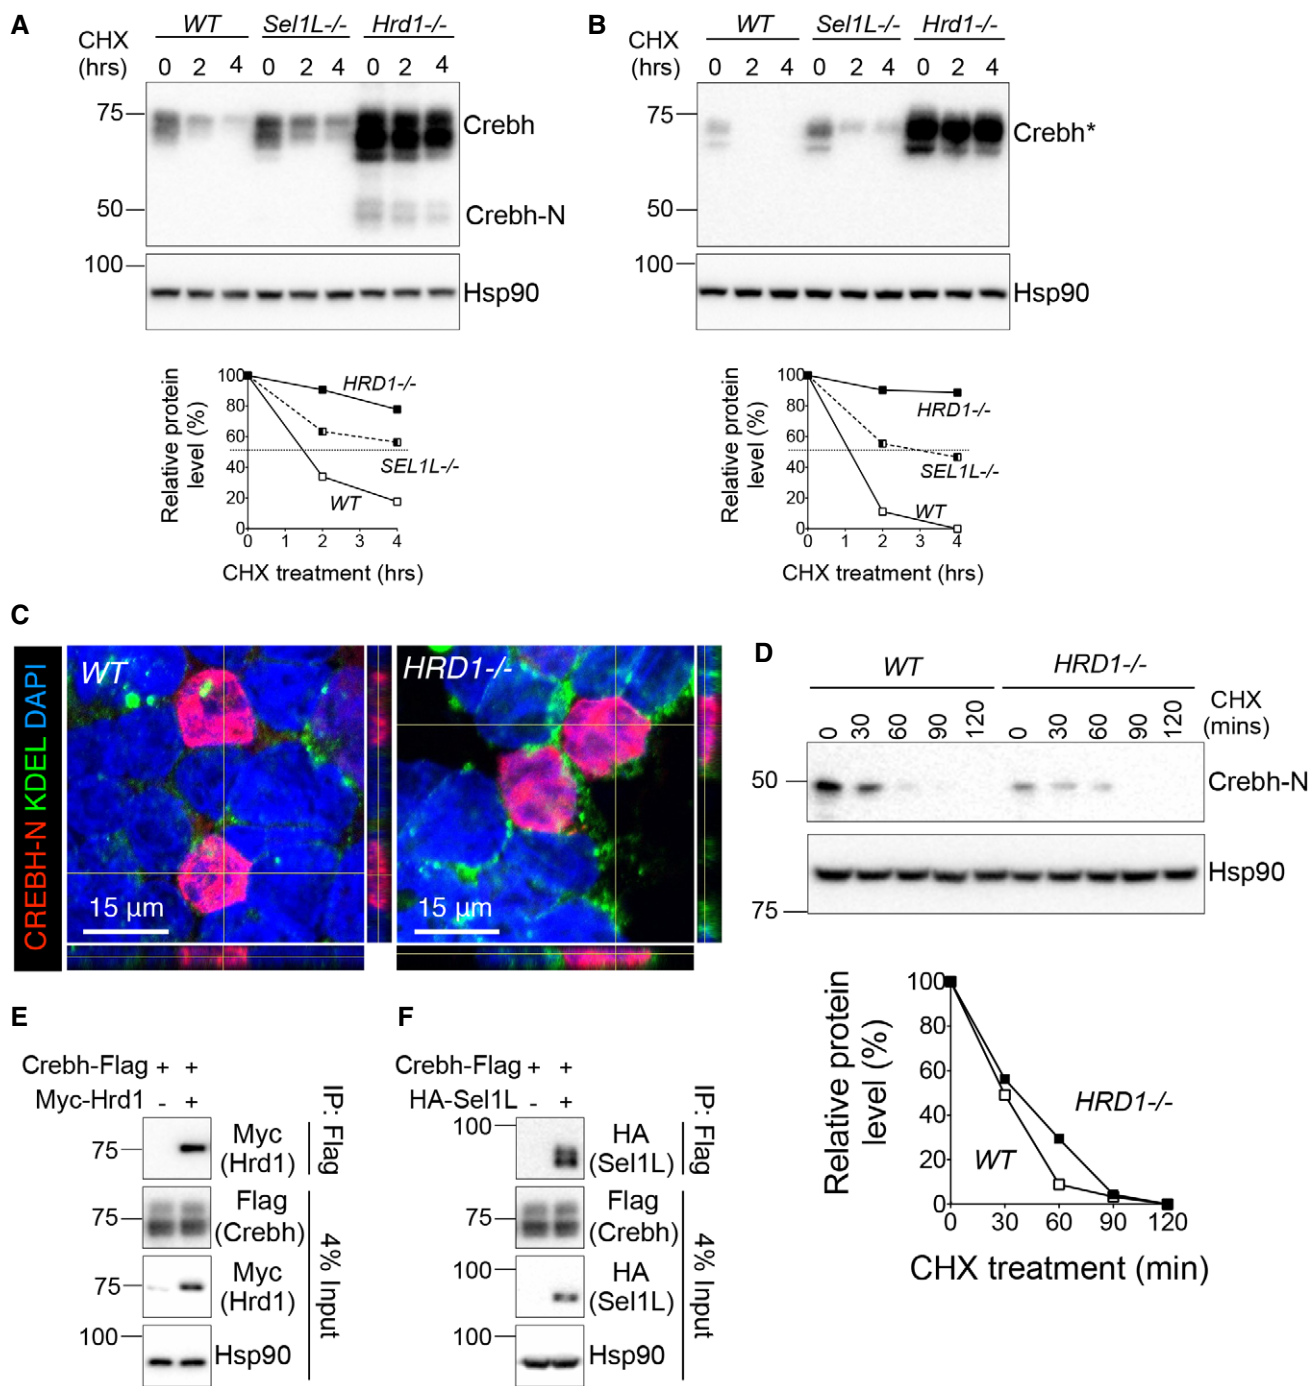 A
CHX (hrs)
WT Sel1L-/- Hrd1-/-
0 2 4 0 2 4 0 2 4
75
Crebh
50
Crebh-N
100
Hsp90
Relative protein level (%)
100
80
60
40
20
0
HRD1-/-
SEL1L-/-
WT
0 1 2 3 4
CHX treatment (hrs)
B
CHX (hrs)
WT Sel1L-/- Hrd1-/-
0 2 4 0 2 4 0 2 4
75
Crebh*
50
100
Hsp90
Relative protein level (%)
100
80
60
40
20
0
HRD1-/-
SEL1L-/-
WT
0 1 2 3 4
CHX treatment (hrs)
C
CREBH-N KDEL DAPI
WT
15 µm
HRD1-/-
15 µm
D
WT HRD1-/-
0 30 60 90 120 0 30 60 90 120
CHX (mins)
50
Crebh-N
Hsp90
75
Relative protein level (%)
100
80
60
40
20
0
HRD1-/-
WT
0 30 60 90 120
CHX treatment (min)
E
Crebh-Flag + +
Myc-Hrd1 - +
75
Myc (Hrd1)
IP: Flag
75
Flag (Crebh)
75
Myc (Hrd1)
100
Hsp90
4% Input
F
Crebh-Flag + +
HA-Sel1L - +
100
HA (Sel1L)
IP: Flag
75
Flag (Crebh)
100
HA (Sel1L)
100
Hsp90
4% Input